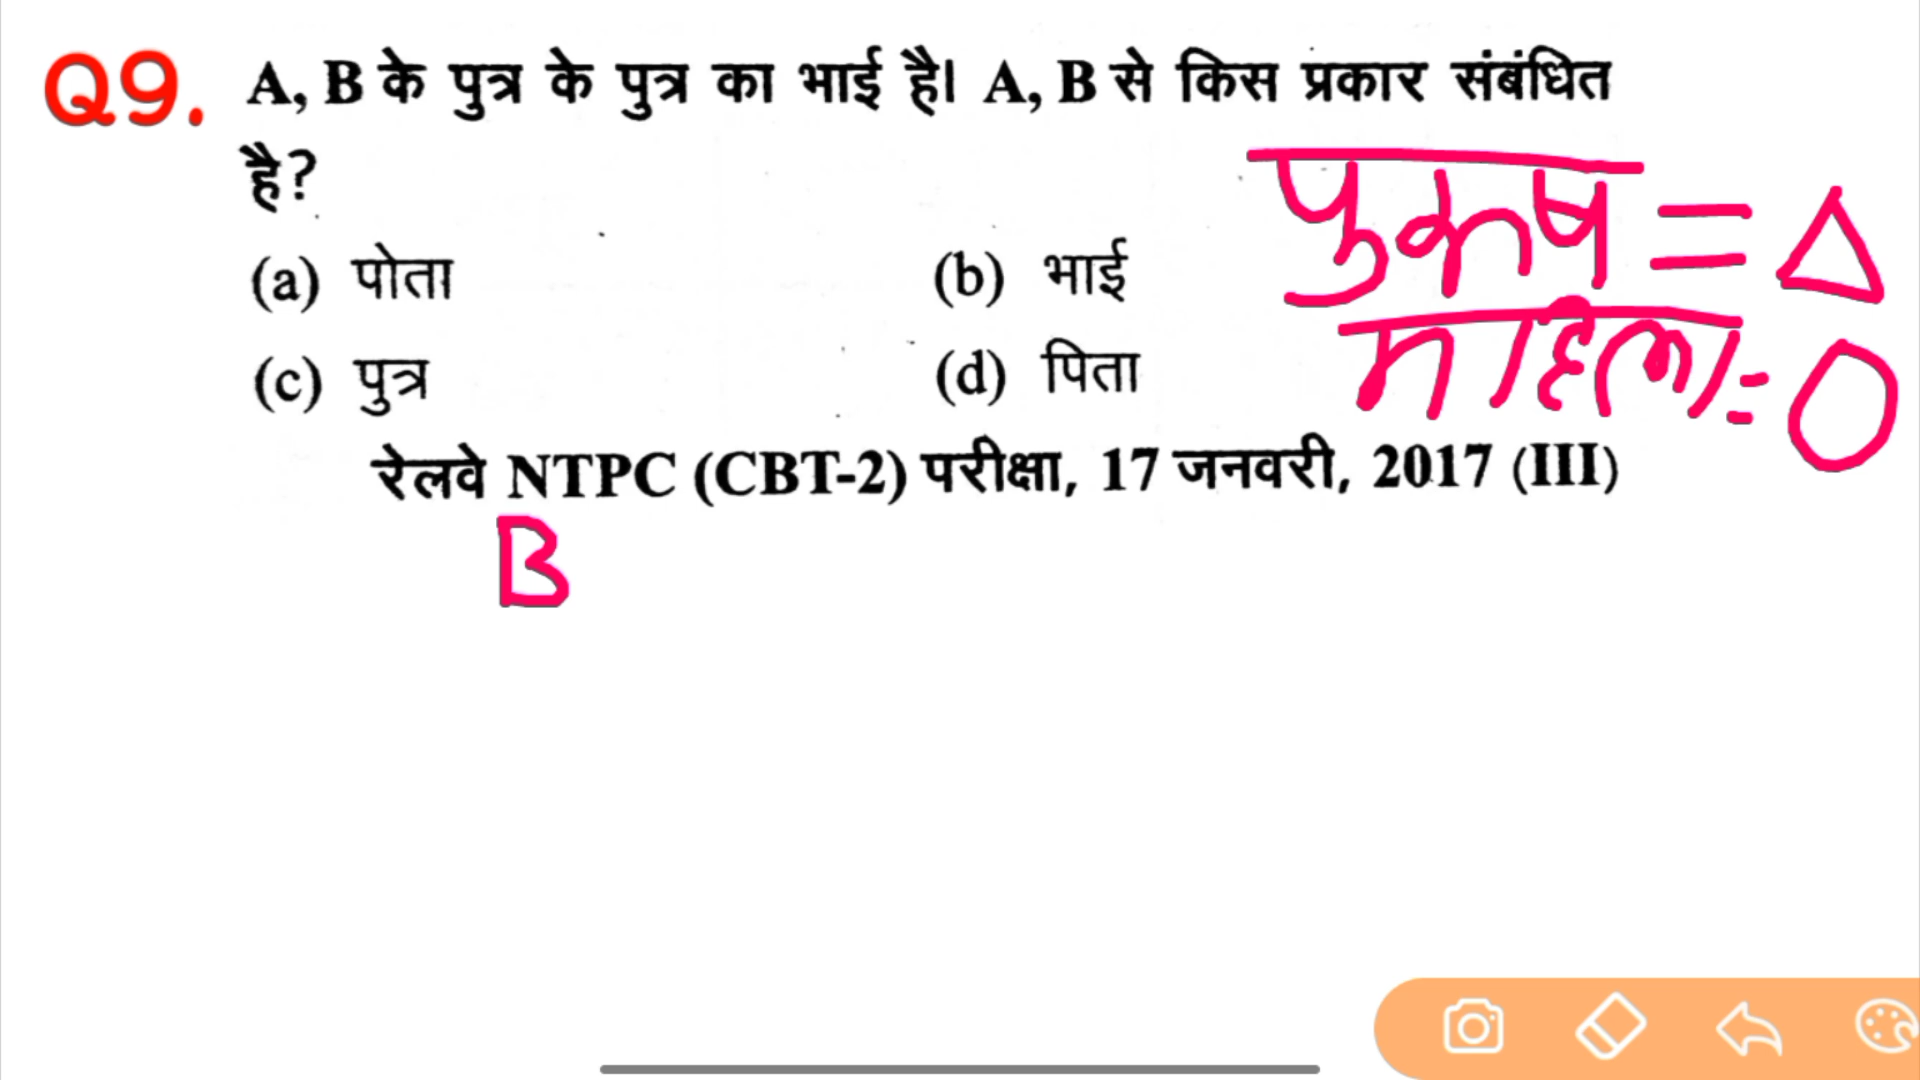 Q9. A, B के पुत्र के पुत्र का भाई है। A, B से किस प्रकार संबंधित
है?
पुरूष = Δ
(a) पोता (b) भाई
महिला = O
(c) पुत्र (d) पिता
रेलवे NTPC (CBT-2) परीक्षा, 17 जनवरी, 2017 (III)
B